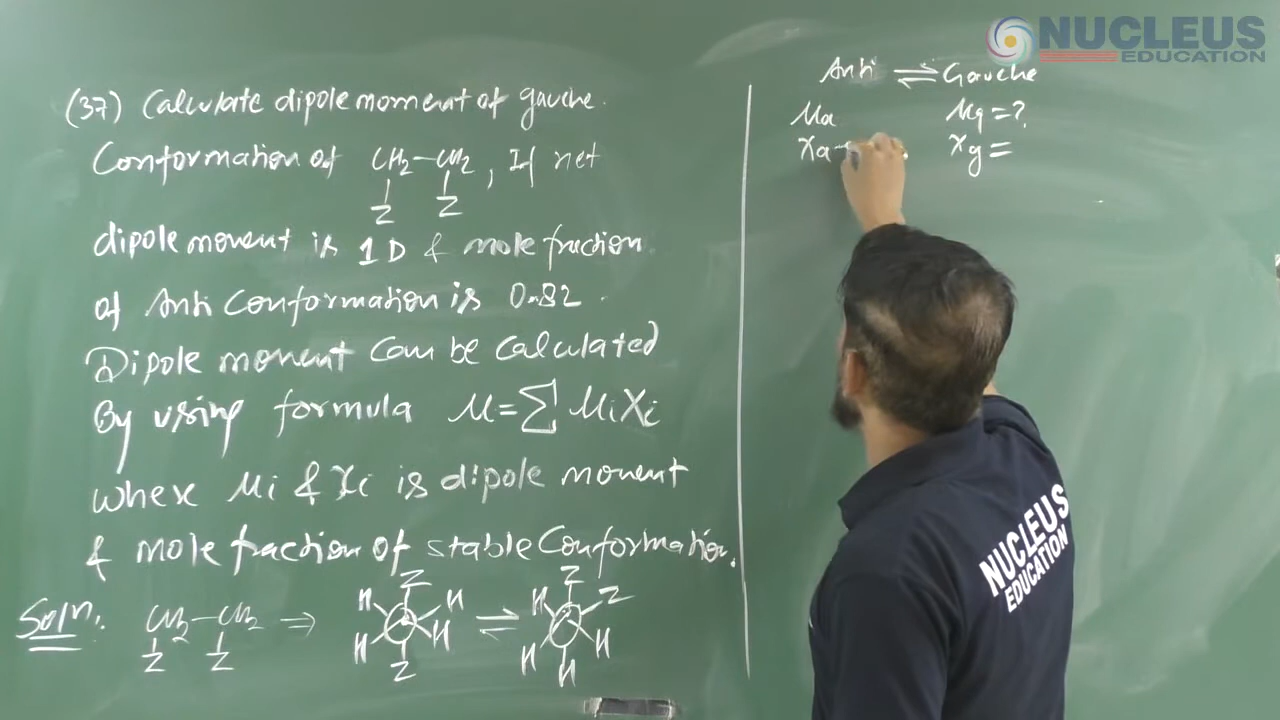 NUCLEUS
EDUCATION
(37) Calculate dipole moment of gauche
Conformation of CH2-CH2, If net
Z Z
dipole moment is 1 D & mole fraction
of Anti Conformation is 0.82.
Dipole moment can be calculated
By using formula μ=∑ μiXi
where μi & Xi is dipole moment
& mole fraction of stable Conformation.
Soln: CH2-CH2 ⇒
Z Z
Z
H H
H H
Z
⇌
Z
H Z
H H
H
Anti ⇌ Gauche
μa μg=?
Xa Xg=
NUCLEUS
EDUCATION